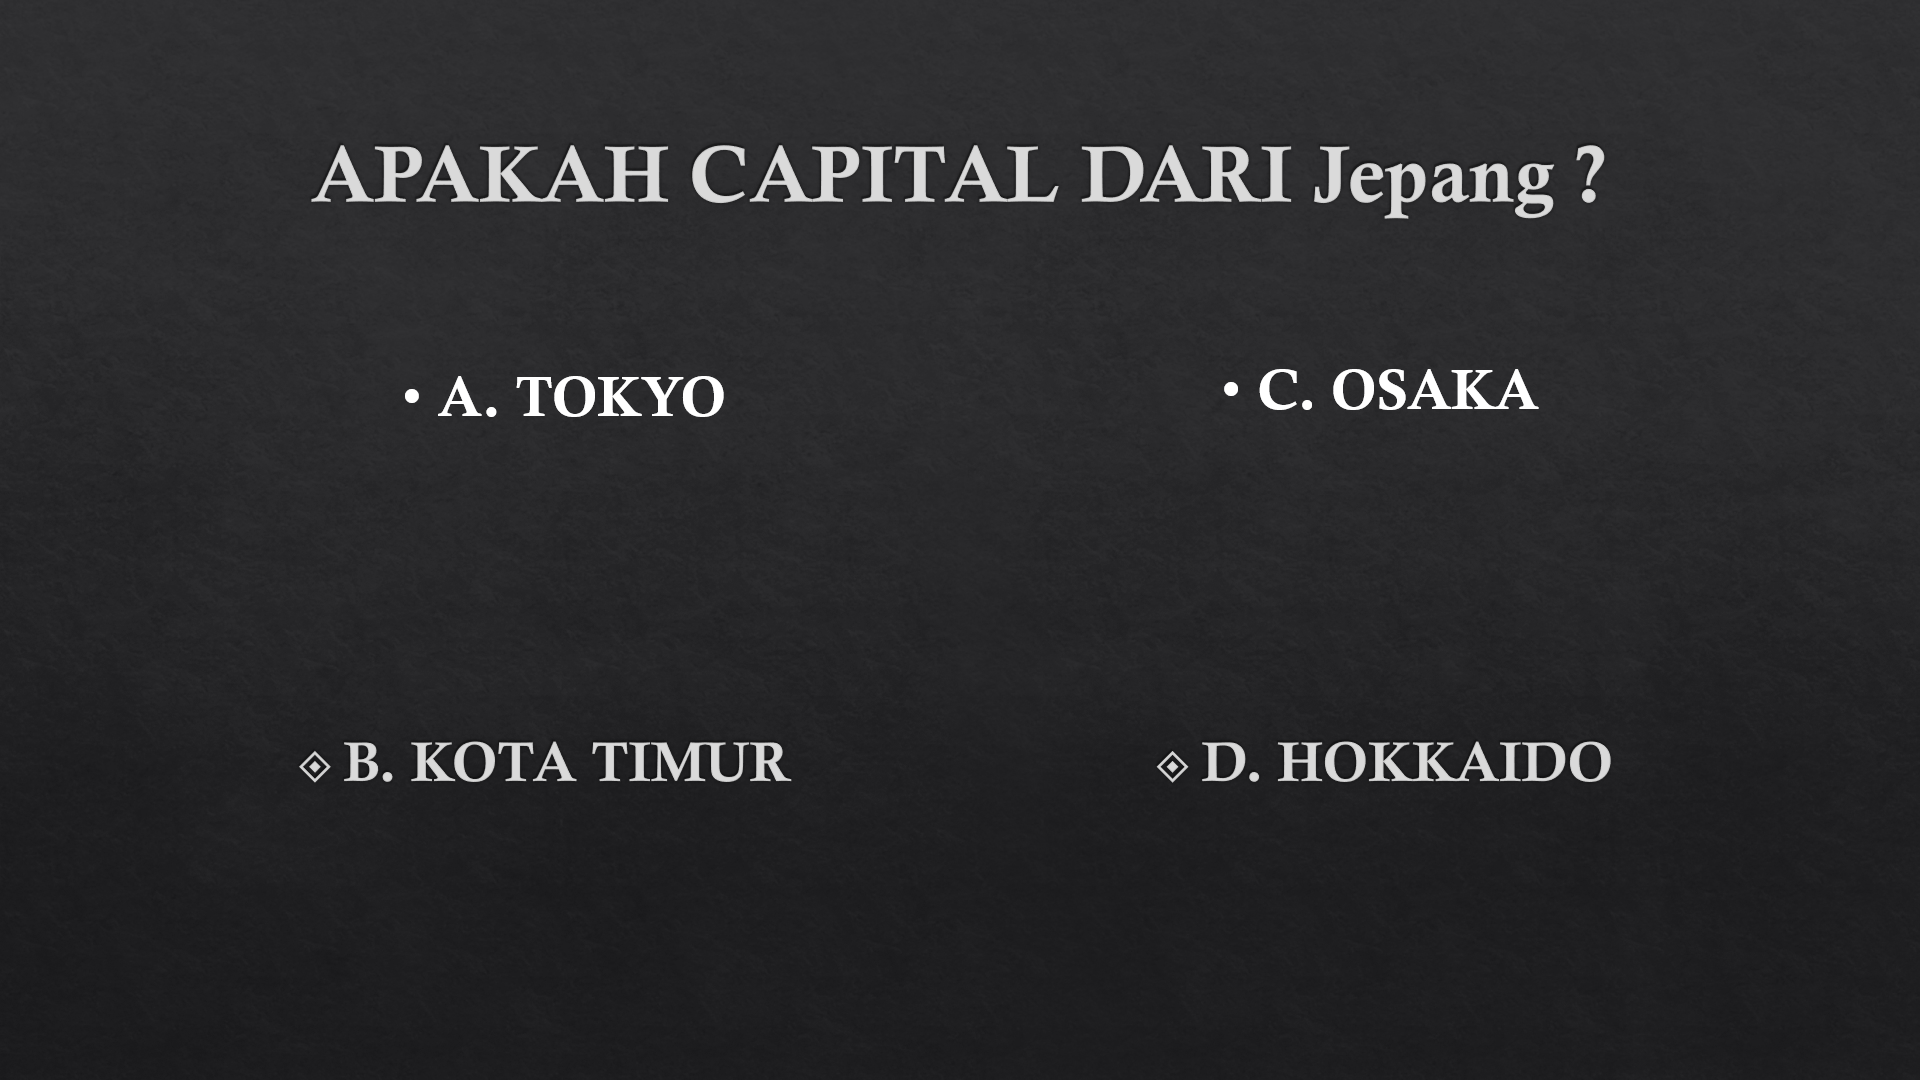 APAKAH CAPITAL DARI Jepang ?
• A. TOKYO
• C. OSAKA
◈ B. KOTA TIMUR
◈ D. HOKKAIDO